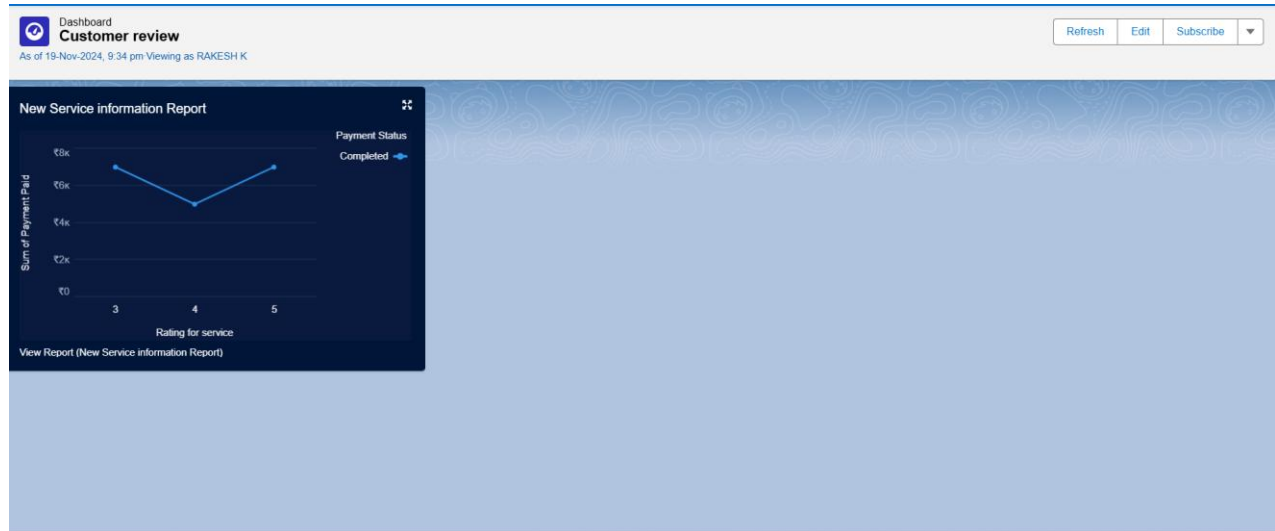 Dashboard
Customer review
As of 19-Nov-2024, 9:34 pm·Viewing as RAKESH K
Refresh
Edit
Subscribe
New Service information Report
Payment Status
Completed
Sum of Payment Paid
₹8K
₹6K
₹4K
₹2K
₹0
3 4 5
Rating for service
View Report (New Service information Report)